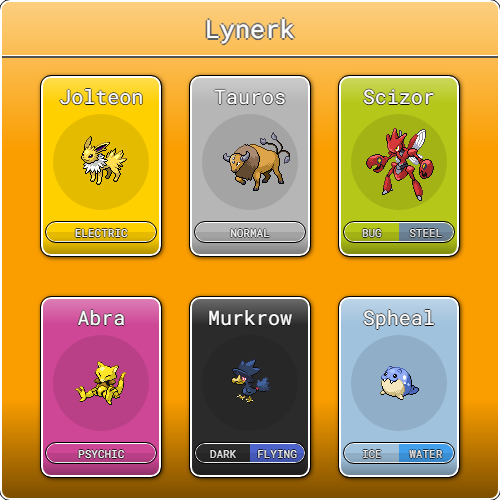 Lynerk
Jolteon Tauros Scizor
ELECTRIC NORMAL BUG STEEL
Abra Murkrow Spheal
PSYCHIC DARK FLYING ICE WATER